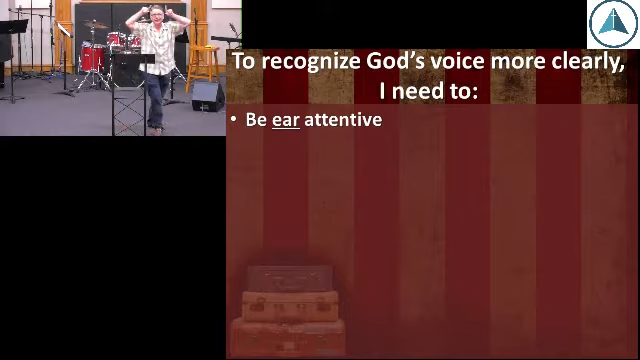 To recognize God's voice more clearly,
I need to:
• Be ear attentive